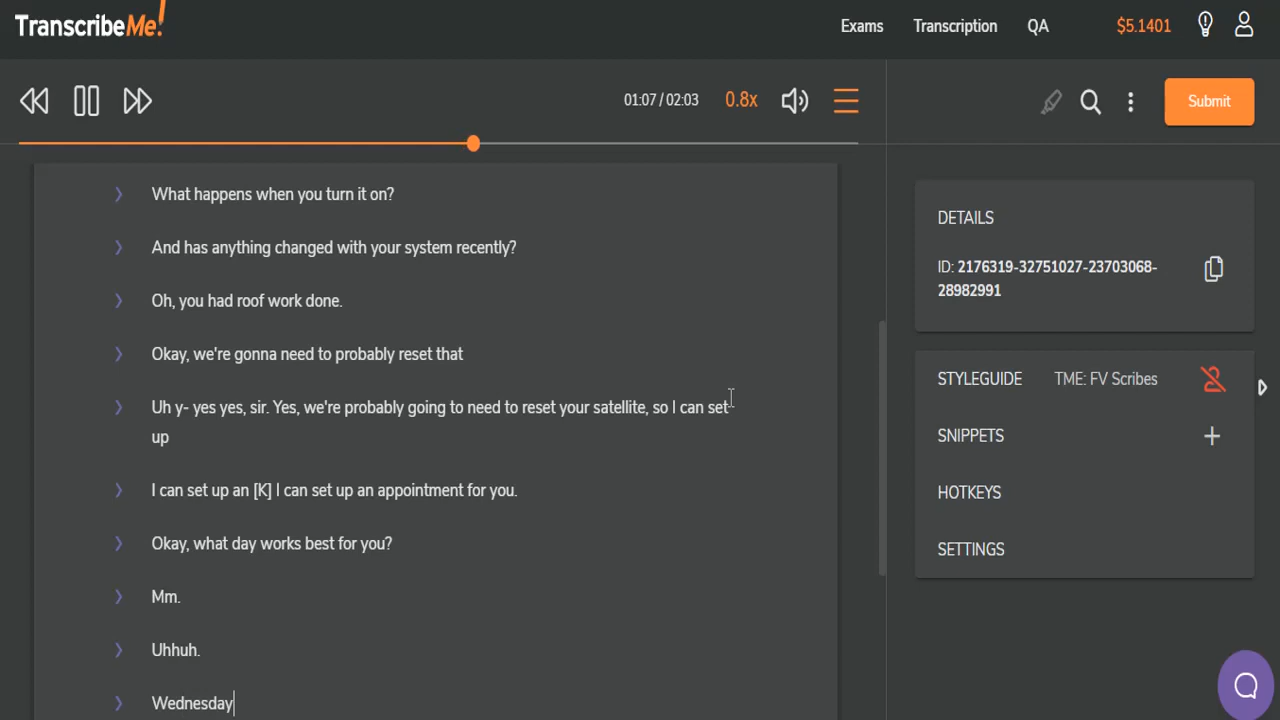 TranscribeMe!
Exams Transcription QA $5.1401
01:07 / 02:03 0.8x
Submit
What happens when you turn it on?
And has anything changed with your system recently?
Oh, you had roof work done.
Okay, we're gonna need to probably reset that
Uh y- yes yes, sir. Yes, we're probably going to need to reset your satellite, so I can set
up
I can set up an [K] I can set up an appointment for you.
Okay, what day works best for you?
Mm.
Uhhuh.
Wednesday
DETAILS
ID: 2176319-32751027-23703068-
28982991
STYLEGUIDE TME: FV Scribes
SNIPPETS
HOTKEYS
SETTINGS